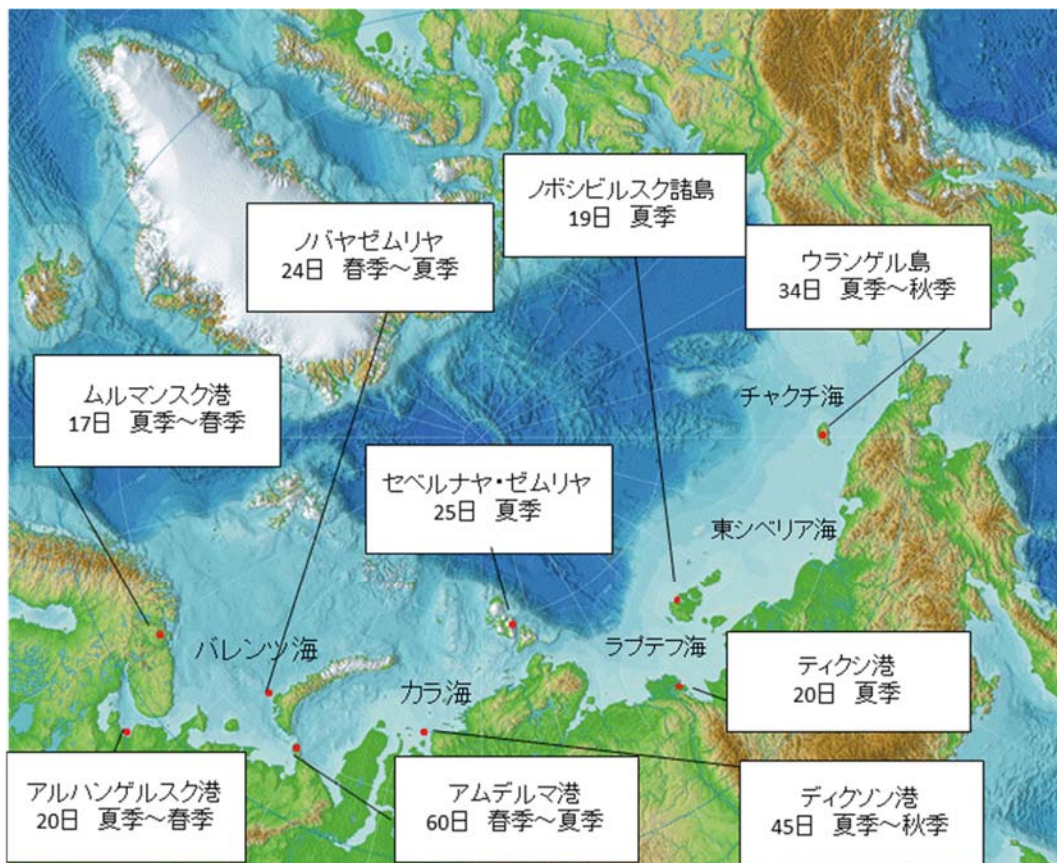 ノボシビルスク諸島
19日 夏季
ノバヤゼムリヤ
24日 春季～夏季
ウランゲル島
34日 夏季～秋季
ムルマンスク港
17日 夏季～春季
チャクチ海
セベルナヤ・ゼムリヤ
25日 夏季
東シベリア海
バレンツ海
ラプテフ海
カラ海
ティクシ港
20日 夏季
アルハンゲルスク港
20日 夏季～春季
アムデルマ港
60日 春季～夏季
ディクソン港
45日 夏季～秋季